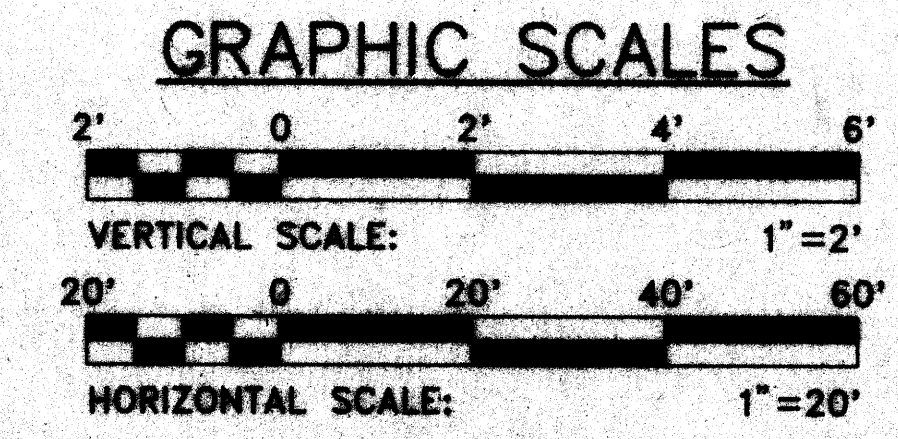 GRAPHIC SCALES
2' 0 2' 4' 6'
VERTICAL SCALE: 1"=2'
20' 0 20' 40' 60'
HORIZONTAL SCALE: 1"=20'